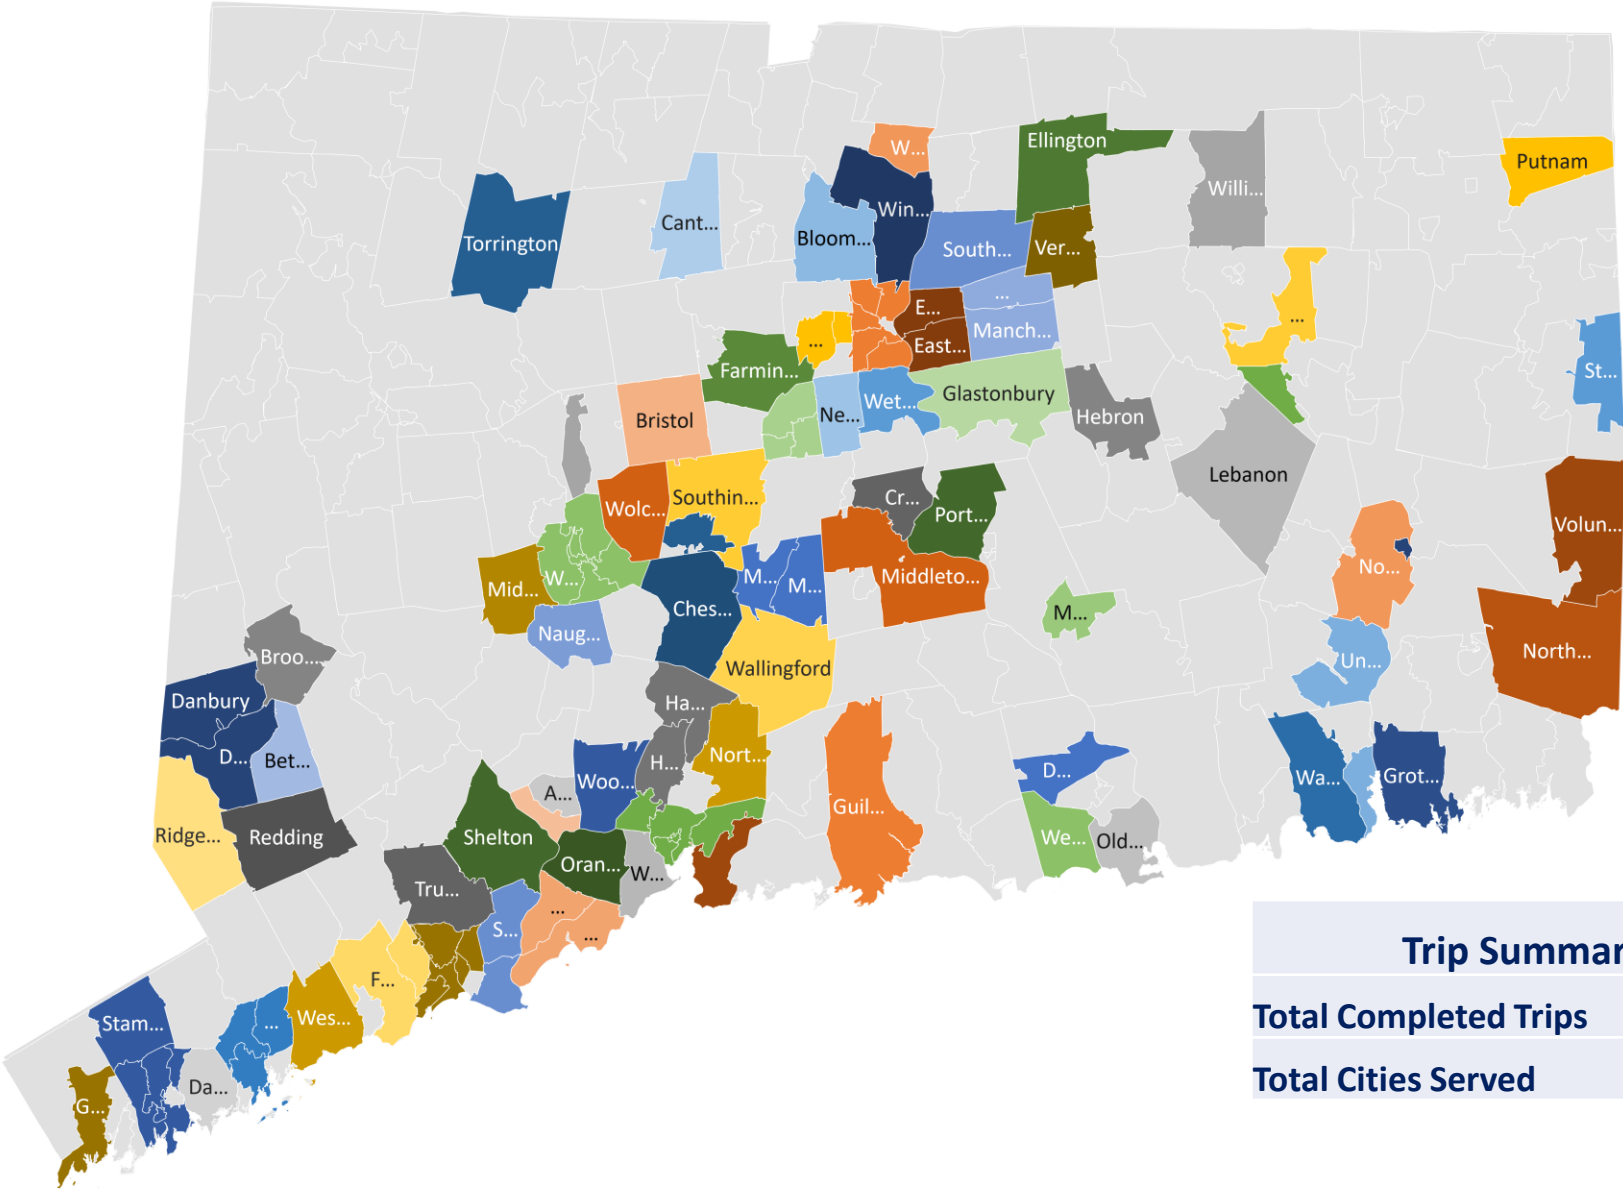 W...
Ellington
Putnam
Willi...
Win...
Cant...
Bloom...
Torrington
South...
Ver...
...
E...
...
Manch...
...
East...
Farmin...
St...
Glastonbury
Wet...
Ne...
Hebron
Bristol
Lebanon
Southin...
Cr...
Wolc...
Port...
Volun...
No...
M...
Middleto...
W...
M...
Mid...
Ches...
M...
Naug...
North...
Broo...
Un...
Wallingford
Danbury
Ha...
D...
Bet...
Nort...
H...
D...
Wa...
Grot...
Woo...
A...
Guil...
Ridge...
Redding
Shelton
We...
Old...
Oran...
W...
Tru...
...
S...
...
F...
Wes...
Stam...
...
Da...
G...
Trip Summar
Total Completed Trips
Total Cities Served